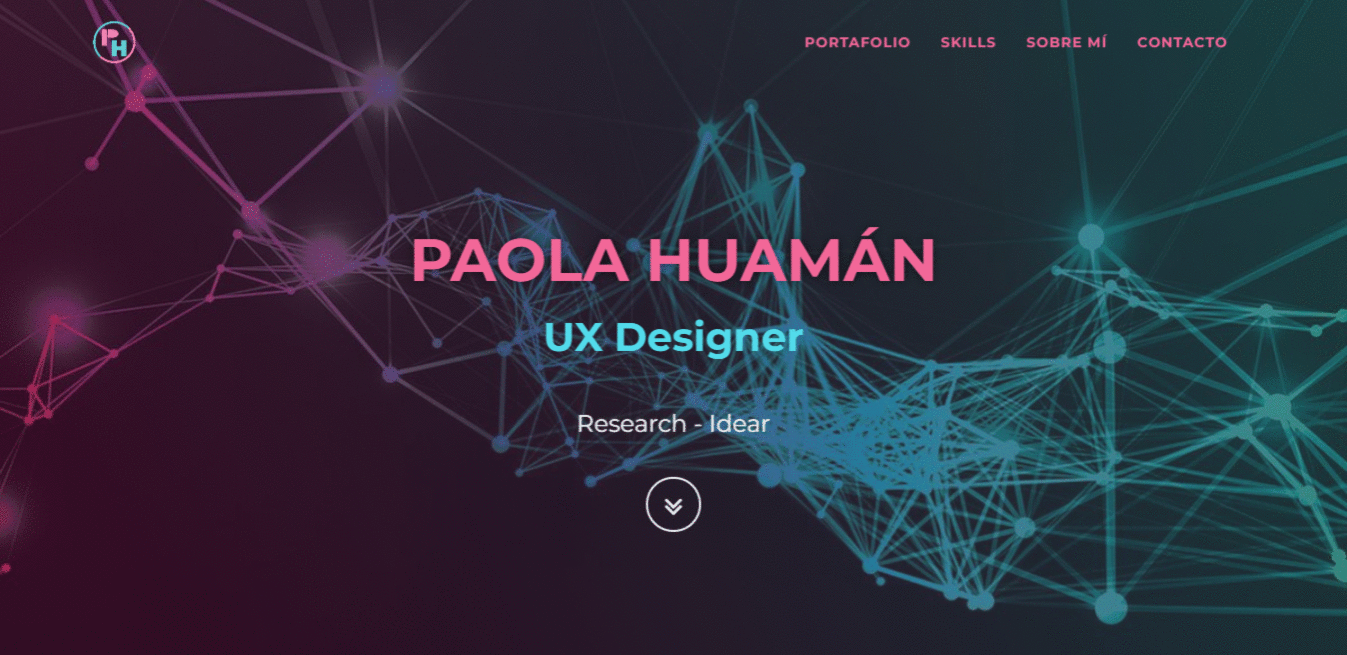 PH
PORTAFOLIO SKILLS SOBRE MÍ CONTACTO
PAOLA HUAMÁN
UX Designer
Research - Idear